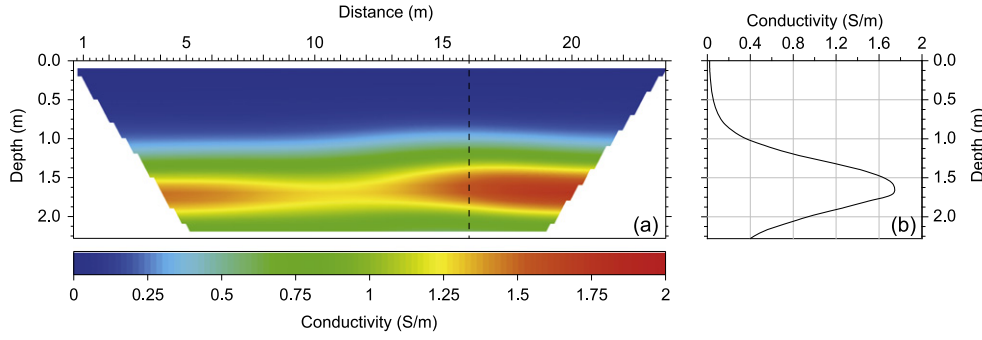 Distance (m)
1 5 10 15 20
0.0
0.5
1.0
1.5
2.0
Depth (m)
(a)
0 0.25 0.5 0.75 1 1.25 1.5 1.75 2
Conductivity (S/m)
Conductivity (S/m)
0 0.4 0.8 1.2 1.6 2
0.0
0.5
1.0
1.5
2.0
Depth (m)
(b)